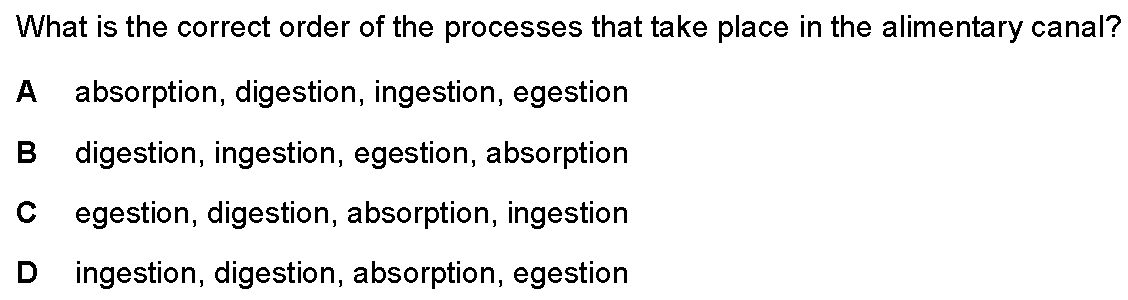 What is the correct order of the processes that take place in the alimentary canal?
A absorption, digestion, ingestion, egestion
B digestion, ingestion, egestion, absorption
C egestion, digestion, absorption, ingestion
D ingestion, digestion, absorption, egestion